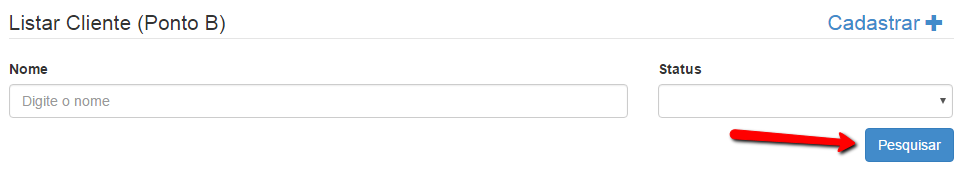 Listar Cliente (Ponto B) Cadastrar +
Nome Status
Digite o nome
Pesquisar